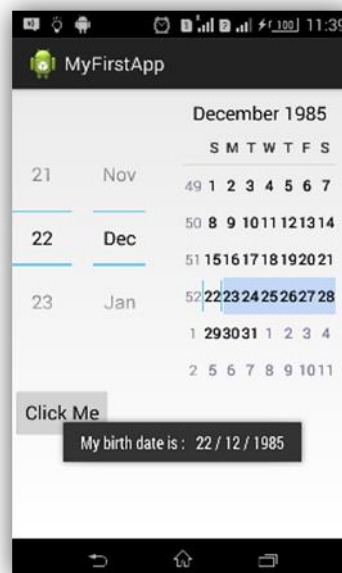 100 11:39
MyFirstApp
December 1985
S M T W T F S
21 Nov
49 1 2 3 4 5 6 7
50 8 9 10 11 12 13 14
22 Dec
51 15 16 17 18 19 20 21
23 Jan
52 22 23 24 25 26 27 28
1 29 30 31 1 2 3 4
2 5 6 7 8 9 10 11
Click Me
My birth date is : 22 / 12 / 1985